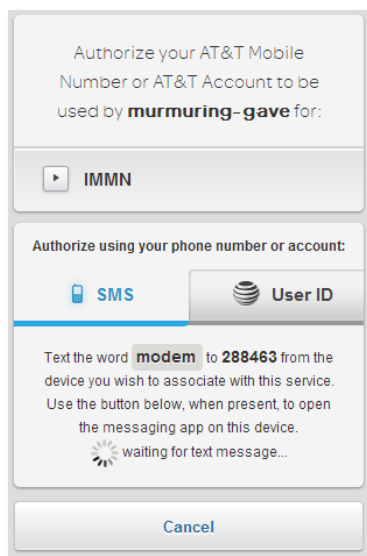 Authorize your AT&T Mobile
Number or AT&T Account to be
used by murmuring-gave for:
IMMN
Authorize using your phone number or account:
SMS
User ID
Text the word modem to 288463 from the
device you wish to associate with this service.
Use the button below, when present, to open
the messaging app on this device.
waiting for text message...
Cancel